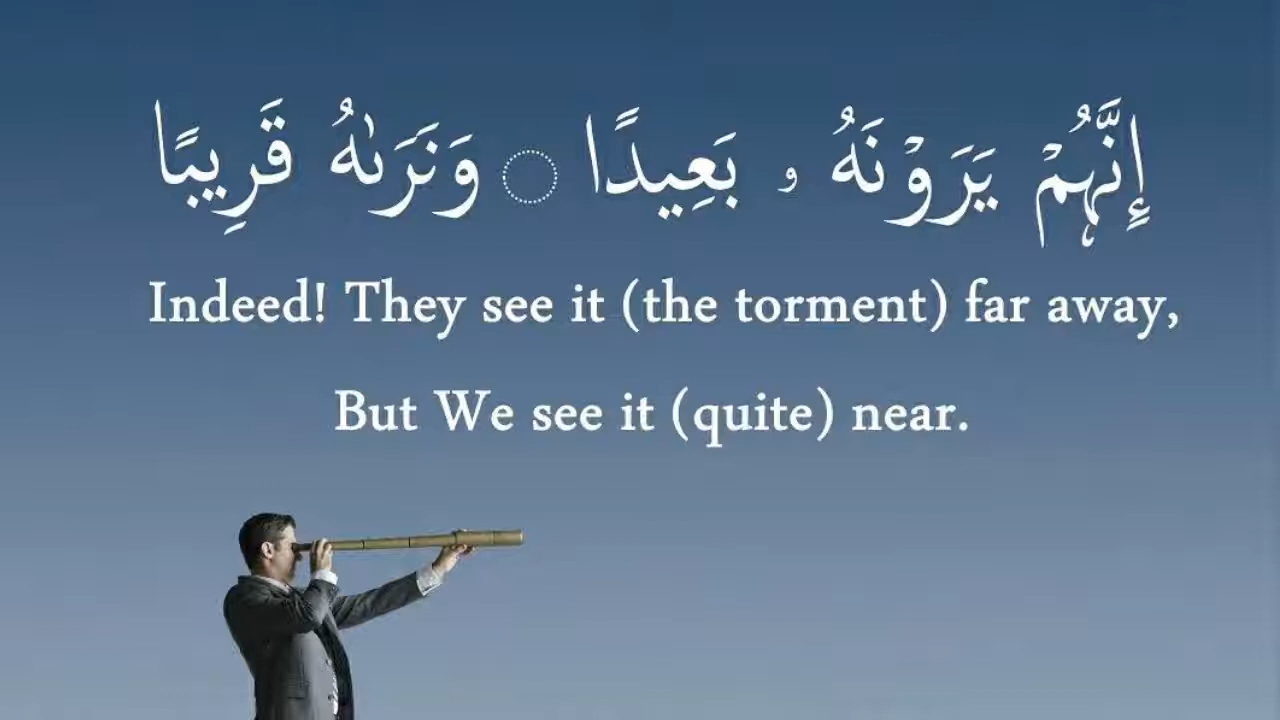 إِنَّهُمْ يَرَوْنَهُ ۥ بَعِيدًا ۝ وَنَرَىٰهُ قَرِيبًا
Indeed! They see it (the torment) far away,
But We see it (quite) near.